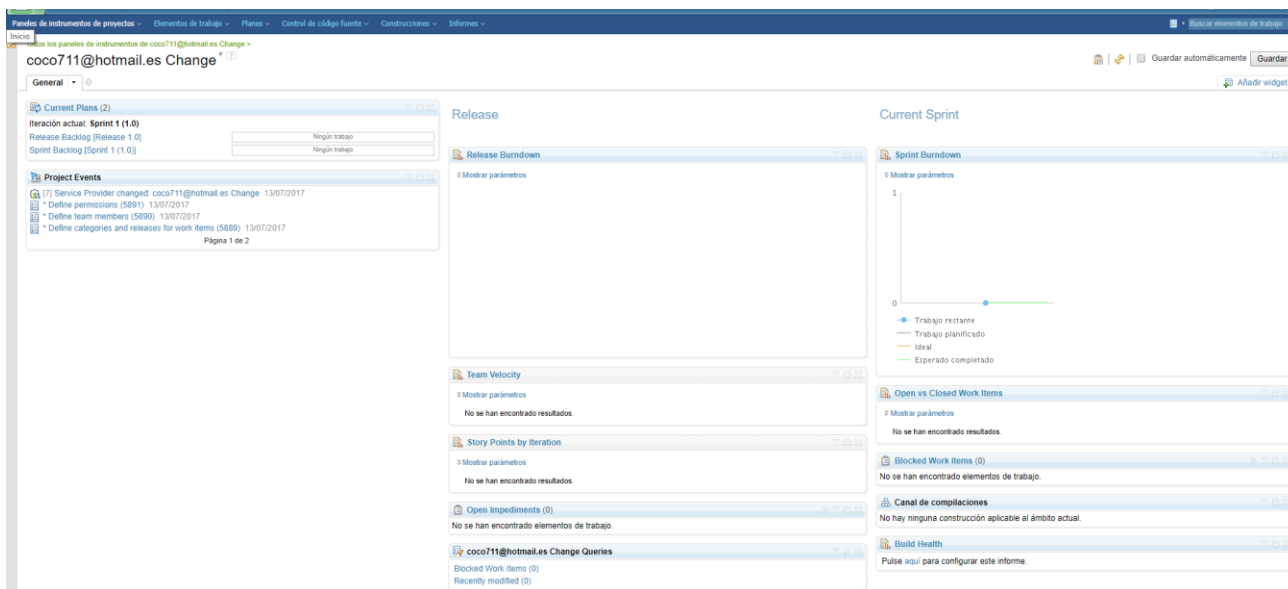 Paneles de instrumentos de proyectos Elementos de trabajo Planes Control de código fuente Construcciones Informes
Buscar elementos de trabajo
Inicio
Todos los paneles de instrumentos de coco711@hotmail.es Change >
coco711@hotmail.es Change *
Guardar automáticamente Guardar
General
Añadir widget
Current Plans (2)
Iteración actual: Sprint 1 (1.0)
Release Backlog [Release 1.0] Ningún trabajo
Sprint Backlog [Sprint 1 (1.0)] Ningún trabajo
Project Events
[7] Service Provider changed: coco711@hotmail.es Change 13/07/2017
* Define permissions (5891) 13/07/2017
* Define team members (5890) 13/07/2017
* Define categories and releases for work items (5889) 13/07/2017
Página 1 de 2
Release
Release Burndown
Mostrar parámetros
Team Velocity
Mostrar parámetros
No se han encontrado resultados.
Story Points by Iteration
Mostrar parámetros
No se han encontrado resultados.
Open Impediments (0)
No se han encontrado elementos de trabajo.
coco711@hotmail.es Change Queries
Blocked Work Items (0)
Recently modified (0)
Current Sprint
Sprint Burndown
Mostrar parámetros
1
0
Trabajo restante
Trabajo planificado
Ideal
Esperado completado
Open vs Closed Work Items
Mostrar parámetros
No se han encontrado resultados.
Blocked Work Items (0)
No se han encontrado elementos de trabajo.
Canal de compilaciones
No hay ninguna construcción aplicable al ámbito actual.
Build Health
Pulse aquí para configurar este informe.